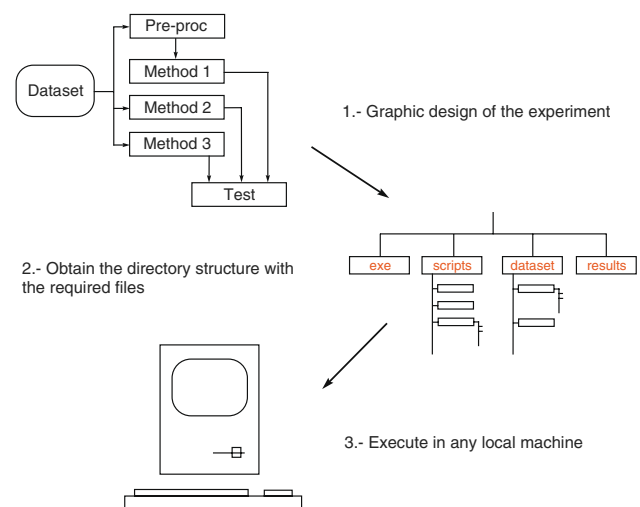 Pre-proc
Dataset
Method 1
Method 2
Method 3
Test
1.- Graphic design of the experiment
exe
scripts
dataset
results
2.- Obtain the directory structure with
the required files
3.- Execute in any local machine